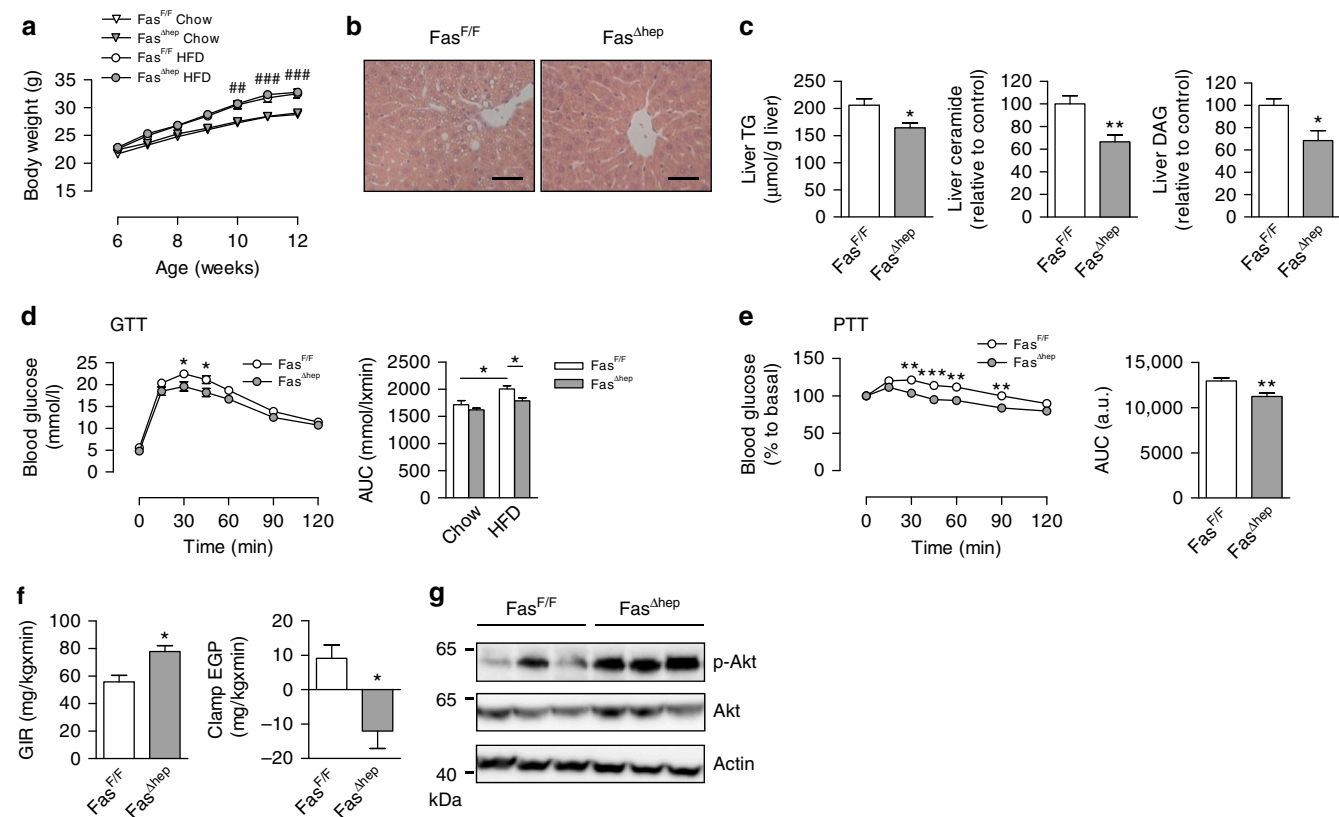 a
Fas^F/F Chow
Fas^Δhep Chow
Fas^F/F HFD
Fas^Δhep HFD
## ### ###
35
30
25
20
15
Body weight (g)
6 8 10 12
Age (weeks)
b
Fas^F/F Fas^Δhep
c
Liver TG
(μmol/g liver)
250
200
150
100
50
0
*
Fas^F/F Fas^Δhep
Liver ceramide
(relative to control)
120
100
80
60
40
20
0
**
Fas^F/F Fas^Δhep
Liver DAG
(relative to control)
120
100
80
60
40
20
0
*
Fas^F/F Fas^Δhep
d
GTT
Blood glucose
(mmol/l)
25
20
15
10
5
0
* *
Fas^F/F
Fas^Δhep
0 30 60 90 120
Time (min)
AUC (mmol/lxmin)
2500
2000
1500
1000
500
0
* *
Fas^F/F
Fas^Δhep
Chow HFD
e
PTT
Blood glucose
(% to basal)
150
100
50
0
** *** ** **
Fas^F/F
Fas^Δhep
0 30 60 90 120
Time (min)
AUC (a.u.)
15,000
10,000
5000
0
**
Fas^F/F Fas^Δhep
f
GIR (mg/kgxmin)
100
80
60
40
20
0
*
Fas^F/F Fas^Δhep
Clamp EGP
(mg/kgxmin)
20
10
0
−10
−20
*
Fas^F/F Fas^Δhep
g
Fas^F/F Fas^Δhep
65 p-Akt
65 Akt
Actin
40
kDa